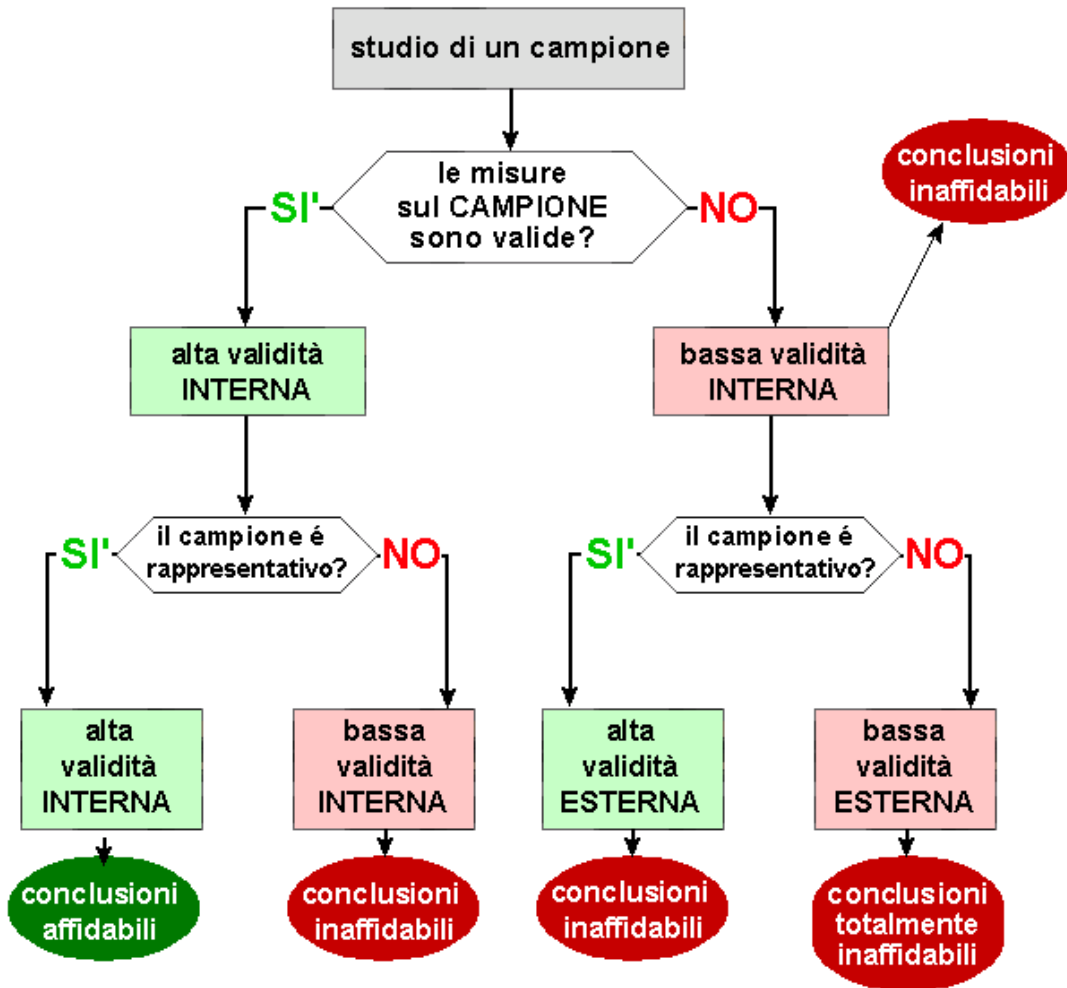 studio di un campione
le misure
sul CAMPIONE
sono valide?
SI'
NO
conclusioni
inaffidabili
alta validità
INTERNA
bassa validità
INTERNA
il campione é
rappresentativo?
SI'
NO
il campione é
rappresentativo?
SI'
NO
alta
validità
INTERNA
bassa
validità
INTERNA
alta
validità
ESTERNA
bassa
validità
ESTERNA
conclusioni
affidabili
conclusioni
inaffidabili
conclusioni
inaffidabili
conclusioni
totalmente
inaffidabili